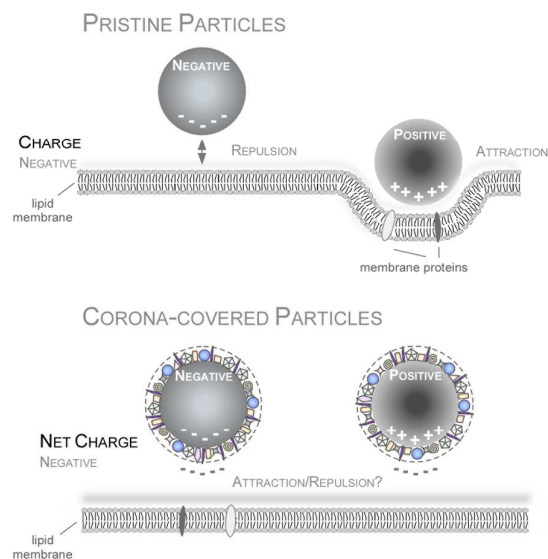 PRISTINE PARTICLES
NEGATIVE
- - - - -
CHARGE
NEGATIVE
REPULSION
POSITIVE
+ + + + +
ATTRACTION
lipid
membrane
membrane proteins
CORONA-COVERED PARTICLES
NEGATIVE
- - - - -
POSITIVE
+ + + + +
NET CHARGE
NEGATIVE
- - - - -
- - - - -
ATTRACTION/REPULSION?
lipid
membrane